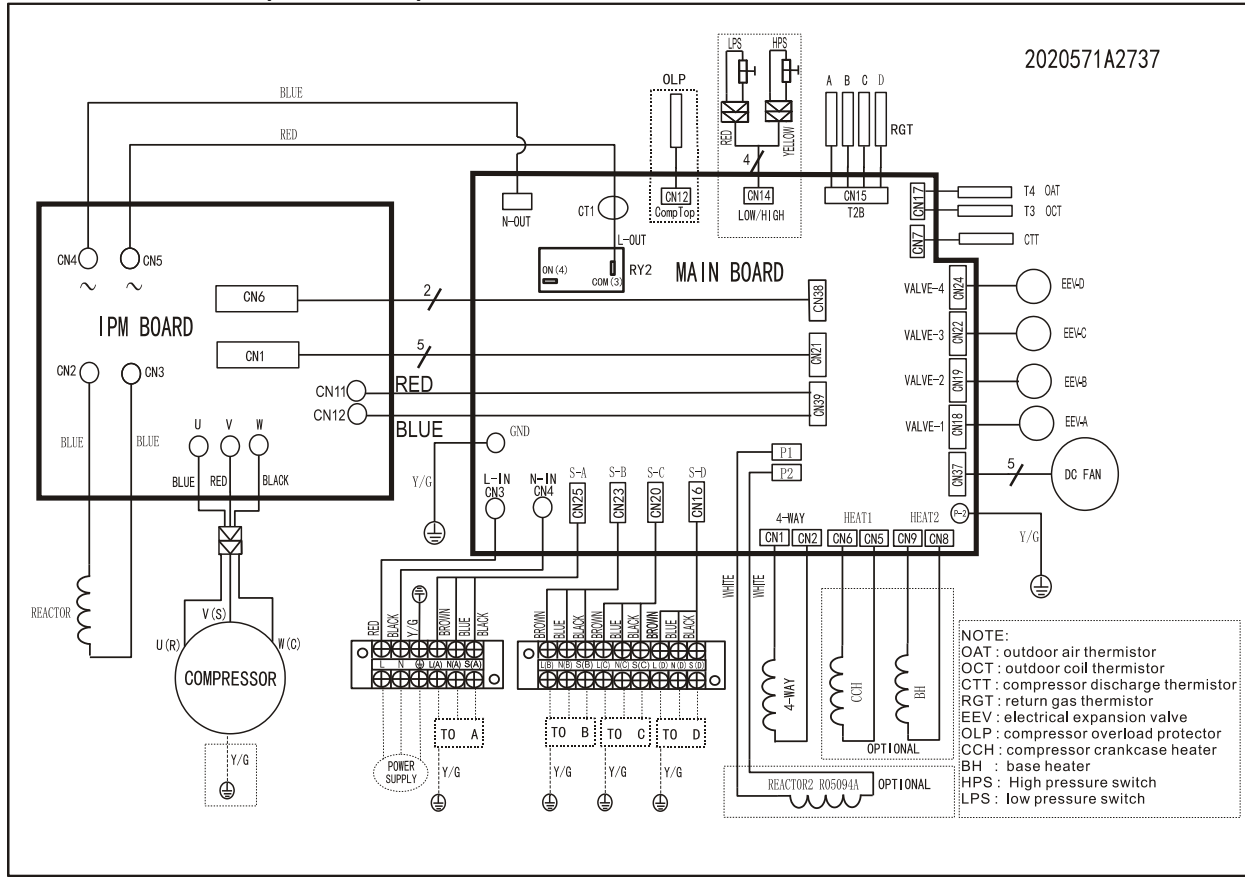 2020571A2737
LPS
HPS
OLP
A B C D
RGT
BLUE
RED
RED
YELLOW
4
CN12
CompTop
CN14
LOW/HIGH
CN15
T2B
CN17
T4 OAT
T3 OCT
CN7
CTT
N-OUT
CT1
L-OUT
ON(4)
COM(3)
RY2
MAIN BOARD
CN4
CN5
∼ ∼
CN6
2
CN38
IPM BOARD
CN1
5
CN21
CN2
CN3
CN11
RED
CN12
BLUE
CN39
VALVE-4
CN24
EEV-D
VALVE-3
CN22
EEV-C
VALVE-2
CN19
EEV-B
VALVE-1
CN18
EEV-A
CN37
5
DC FAN
P-2
Y/G
U V W
BLUE
BLUE
BLUE
RED
BLACK
GND
Y/G
L-IN
CN3
N-IN
CN4
S-A
CN25
S-B
CN23
S-C
CN20
S-D
CN16
P1
P2
4-WAY
CN1 CN2
HEAT1
CN6 CN5
HEAT2
CN9 CN8
WHITE
WHITE
REACTOR
V(S)
U(R)
W(C)
COMPRESSOR
Y/G
RED
BLACK
Y/G
BROWN
BLUE
BLACK
L N L(A) N(A) S(A)
BROWN
BLUE
BLACK
BROWN
BLUE
BLACK
BROWN
BLUE
BLACK
L(B) N(B) S(B) L(C) N(C) S(C) L(D) N(D) S(D)
TO A
TO B
TO C
TO D
POWER
SUPPLY
Y/G
Y/G
Y/G
Y/G
4-WAY
CCH
BH
OPTIONAL
REACTOR2 R05094A
OPTIONAL
NOTE:
OAT : outdoor air thermistor
OCT : outdoor coil thermistor
CTT : compressor discharge thermistor
RGT : return gas thermistor
EEV : electrical expansion valve
OLP : compressor overload protector
CCH : compressor crankcase heater
BH : base heater
HPS : High pressure switch
LPS : low pressure switch